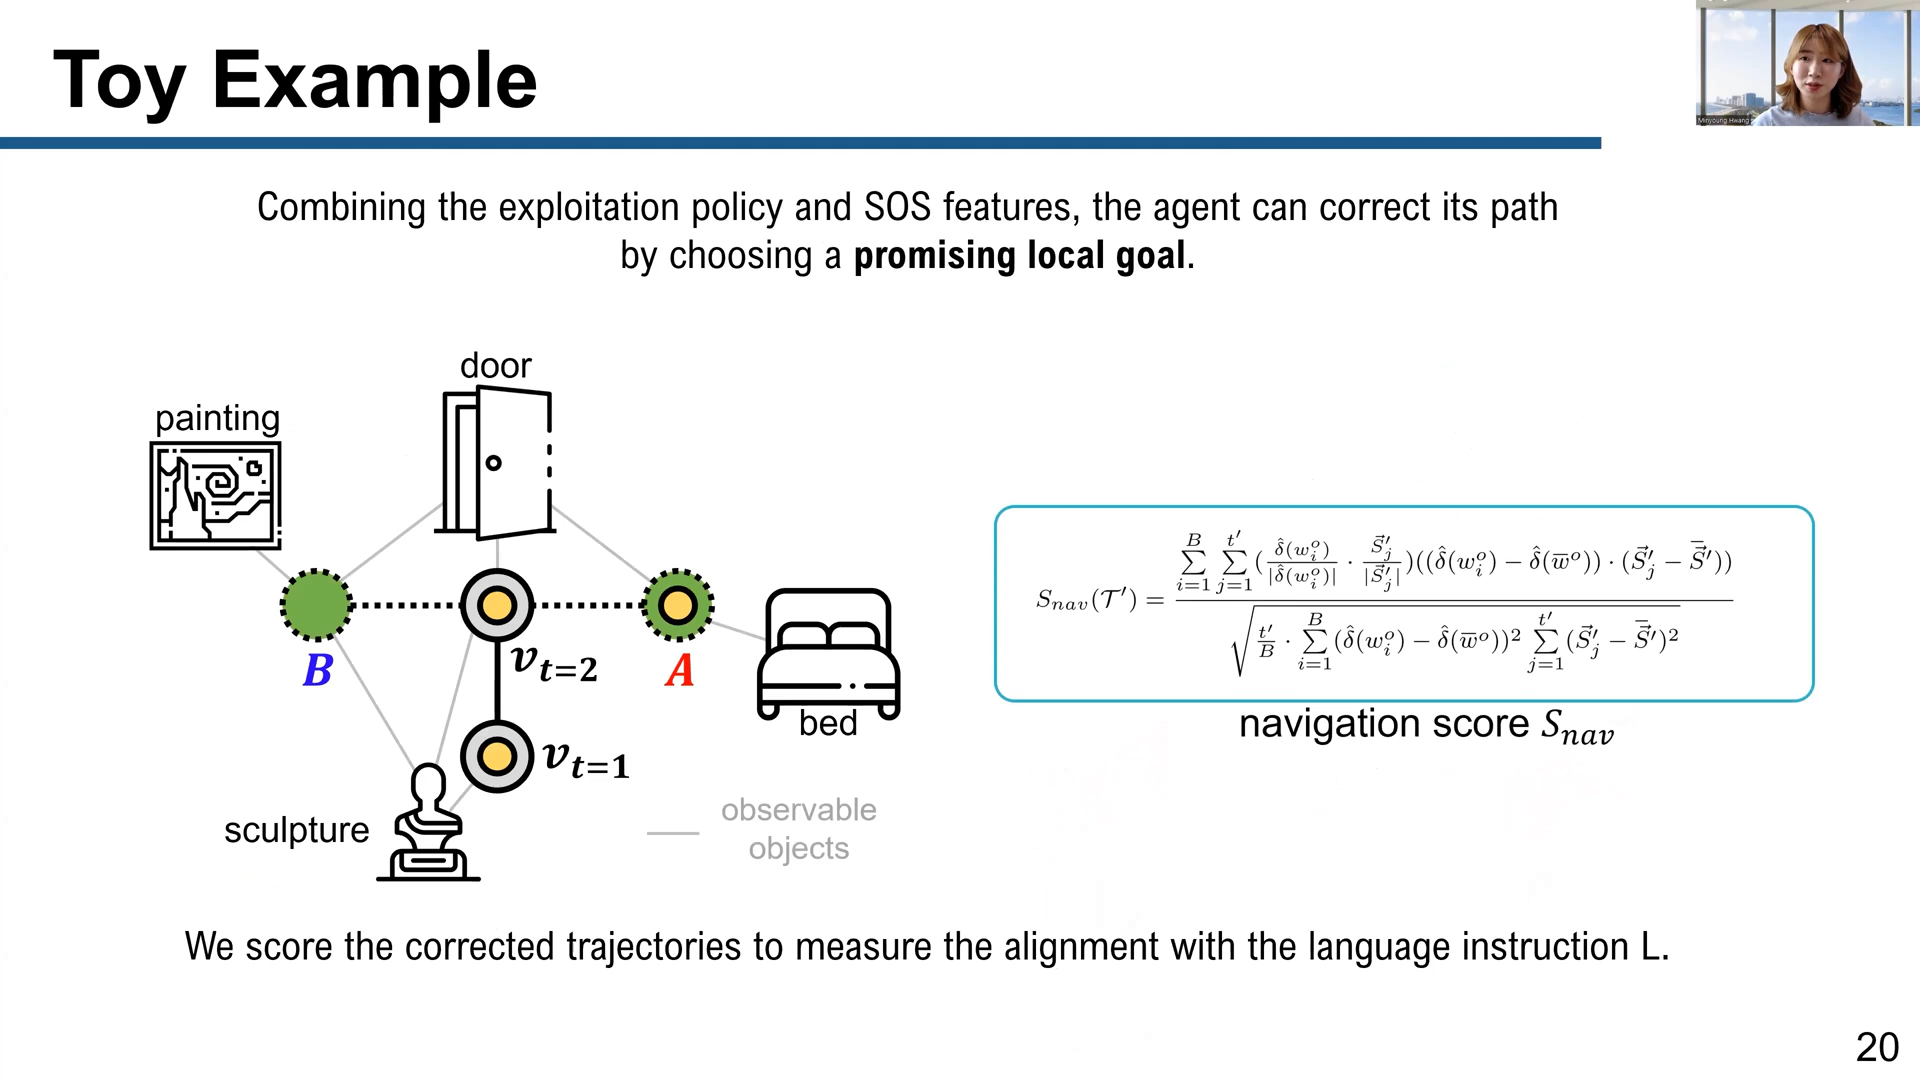 Toy Example
Minyoung Hwang
Combining the exploitation policy and SOS features, the agent can correct its path
by choosing a promising local goal.
door
painting
B
v_{t=2}
A
bed
v_{t=1}
sculpture
observable
objects
S_{nav}(\mathcal{T}') = \frac{\sum_{i=1}^{B} \sum_{j=1}^{t'} (\frac{\hat{\delta}(w_i^o)}{|\hat{\delta}(w_i^o)|} \cdot \frac{\vec{S}'_j}{|\vec{S}'_j|})((\hat{\delta}(w_i^o) - \hat{\delta}(\overline{w}^o)) \cdot (\vec{S}'_j - \overline{\vec{S}}'))}{\sqrt{\frac{t'}{B} \cdot \sum_{i=1}^{B} (\hat{\delta}(w_i^o) - \hat{\delta}(\overline{w}^o))^2 \sum_{j=1}^{t'} (\vec{S}'_j - \overline{\vec{S}}')^2}}
navigation score S_{nav}
We score the corrected trajectories to measure the alignment with the language instruction L.
20